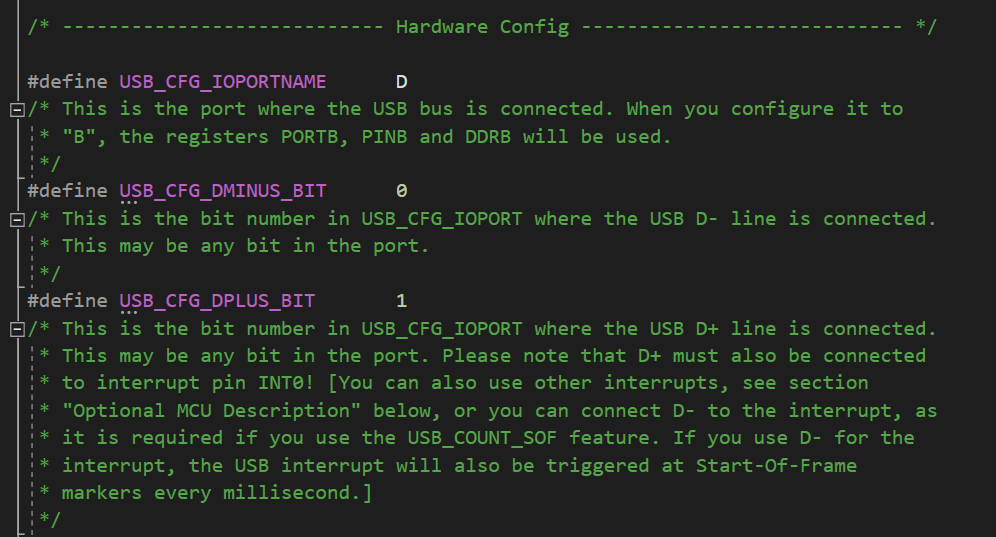 /* ---------------------------- Hardware Config ---------------------------- */
#define USB_CFG_IOPORTNAME      D
/* This is the port where the USB bus is connected. When you configure it to
 * "B", the registers PORTB, PINB and DDRB will be used.
 */
#define USB_CFG_DMINUS_BIT      0
/* This is the bit number in USB_CFG_IOPORT where the USB D- line is connected.
 * This may be any bit in the port.
 */
#define USB_CFG_DPLUS_BIT       1
/* This is the bit number in USB_CFG_IOPORT where the USB D+ line is connected.
 * This may be any bit in the port. Please note that D+ must also be connected
 * to interrupt pin INT0! [You can also use other interrupts, see section
 * "Optional MCU Description" below, or you can connect D- to the interrupt, as
 * it is required if you use the USB_COUNT_SOF feature. If you use D- for the
 * interrupt, the USB interrupt will also be triggered at Start-Of-Frame
 * markers every millisecond.]
 */